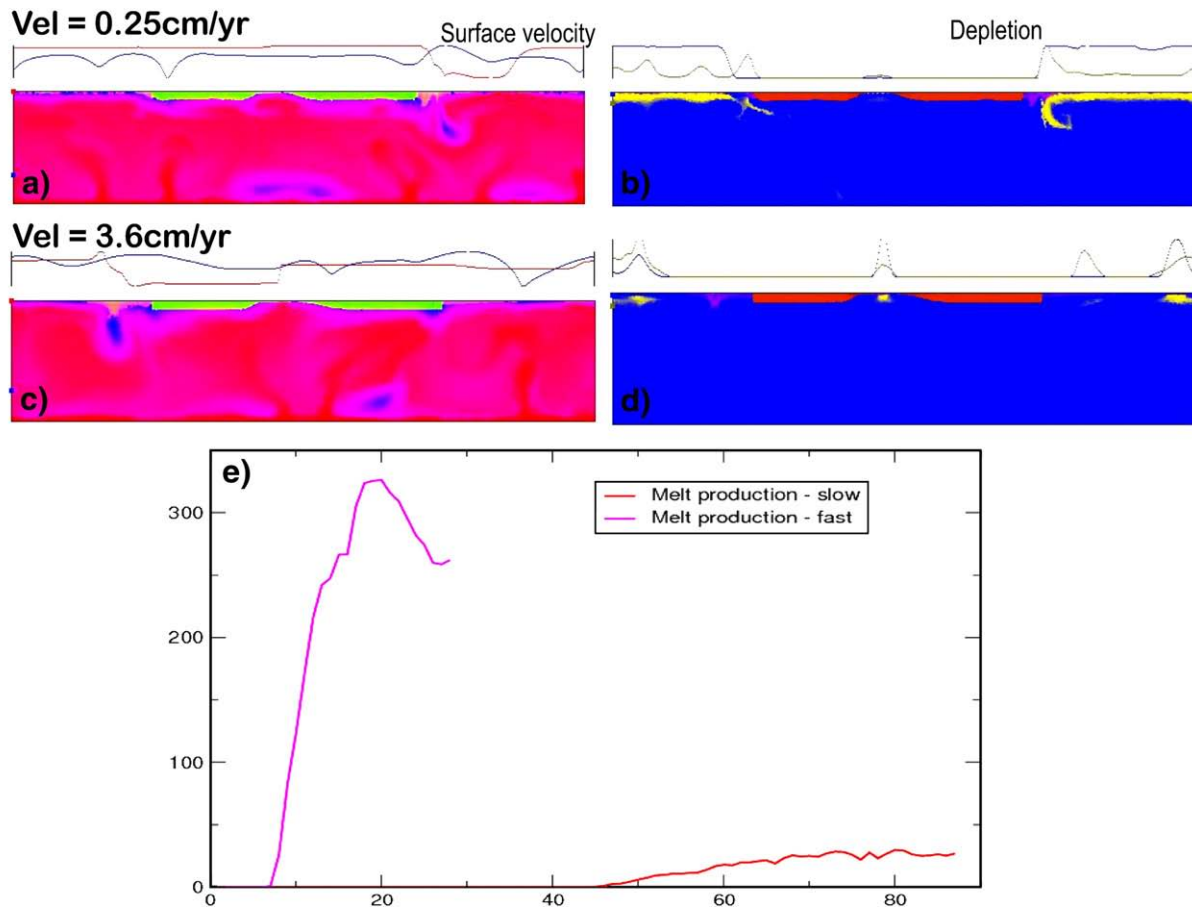 Vel = 0.25cm/yr
Surface velocity
Depletion
a)
b)
Vel = 3.6cm/yr
c)
d)
e)
300
200
100
0
0 20 40 60 80
Melt production - slow
Melt production - fast